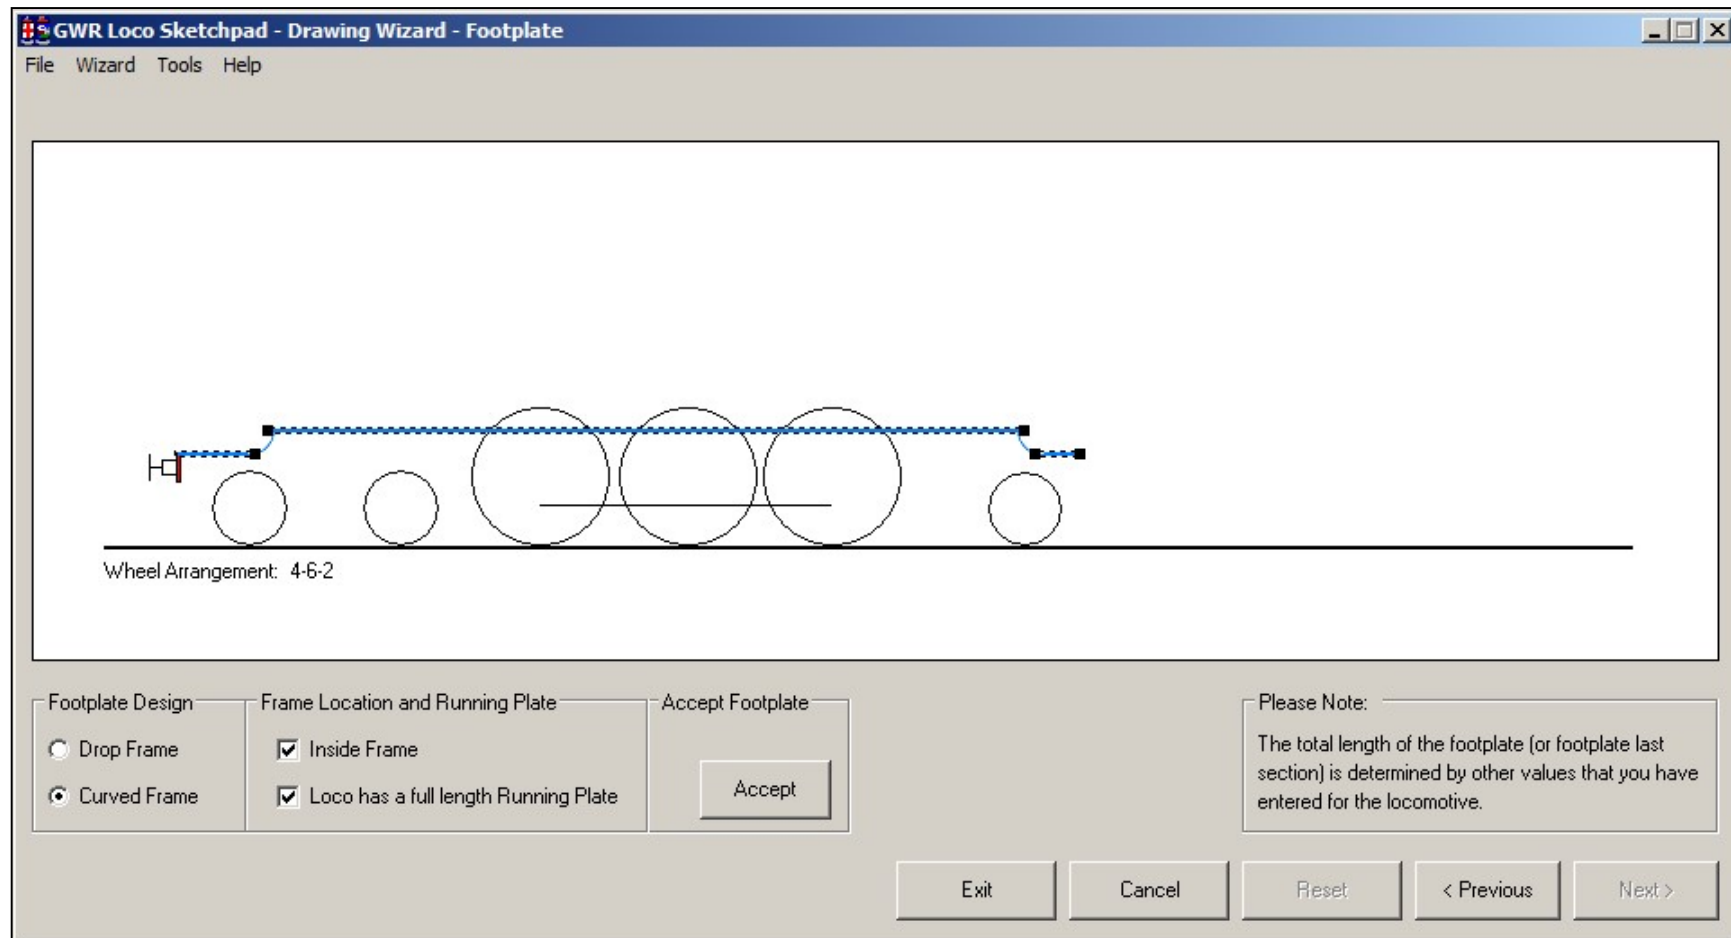 GWR Loco Sketchpad - Drawing Wizard - Footplate
File Wizard Tools Help
Wheel Arrangement: 4-6-2
Footplate Design
Drop Frame
Curved Frame
Frame Location and Running Plate
Inside Frame
Loco has a full length Running Plate
Accept Footplate
Accept
Please Note:
The total length of the footplate (or footplate last
section) is determined by other values that you have
entered for the locomotive.
Exit Cancel Reset < Previous Next >